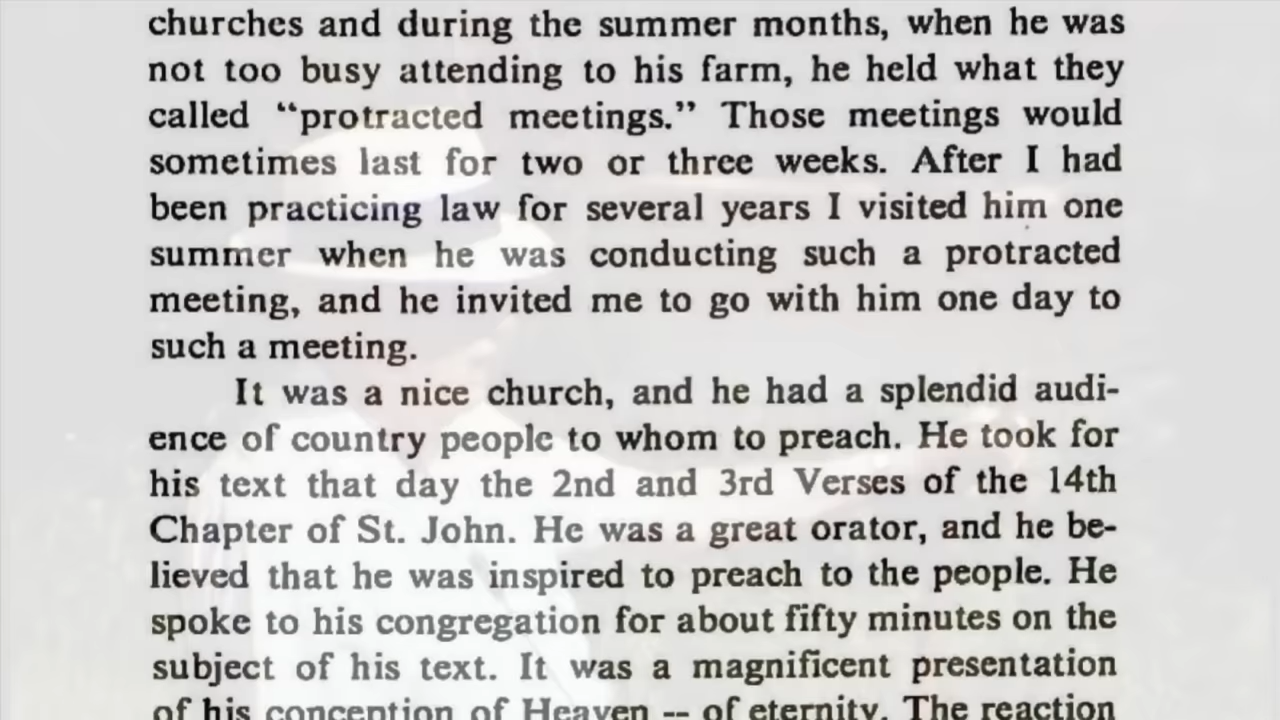 churches and during the summer months, when he was
not too busy attending to his farm, he held what they
called “protracted meetings.” Those meetings would
sometimes last for two or three weeks. After I had
been practicing law for several years I visited him one
summer when he was conducting such a protracted
meeting, and he invited me to go with him one day to
such a meeting.
It was a nice church, and he had a splendid audi-
ence of country people to whom to preach. He took for
his text that day the 2nd and 3rd Verses of the 14th
Chapter of St. John. He was a great orator, and he be-
lieved that he was inspired to preach to the people. He
spoke to his congregation for about fifty minutes on the
subject of his text. It was a magnificent presentation
of his conception of Heaven -- of eternity. The reaction